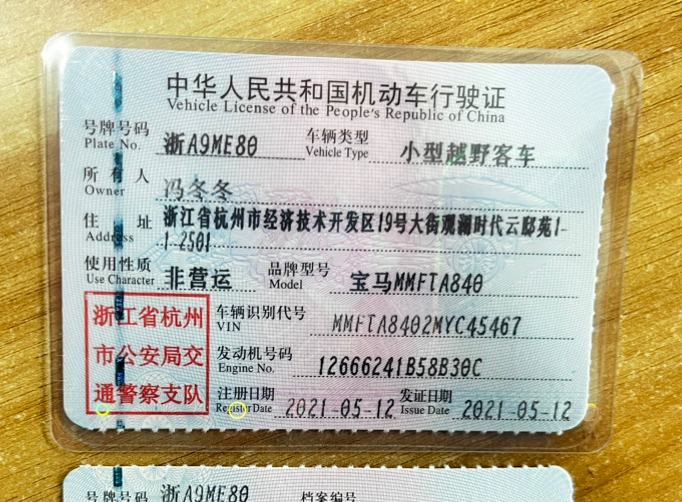 中华人民共和国机动车行驶证
Vehicle License of the People's Republic of China
号牌号码 浙A9ME80 车辆类型 小型越野客车
Plate No. Vehicle Type
所有人 冯冬冬
Owner
住址 浙江省杭州市经济技术开发区19号大街观澜时代云邸苑1-
Address 1-2501
使用性质 非营运 品牌型号 宝马MMFTA840
Use Character Model
浙江省杭州
市公安局交
通警察支队
车辆识别代号 MMFTA8402MYC45467
VIN
发动机号码 12666241B58B30C
Engine No.
注册日期 2021-05-12 发证日期 2021-05-12
Register Date Issue Date
号牌号码 浙A9ME80 档案编号